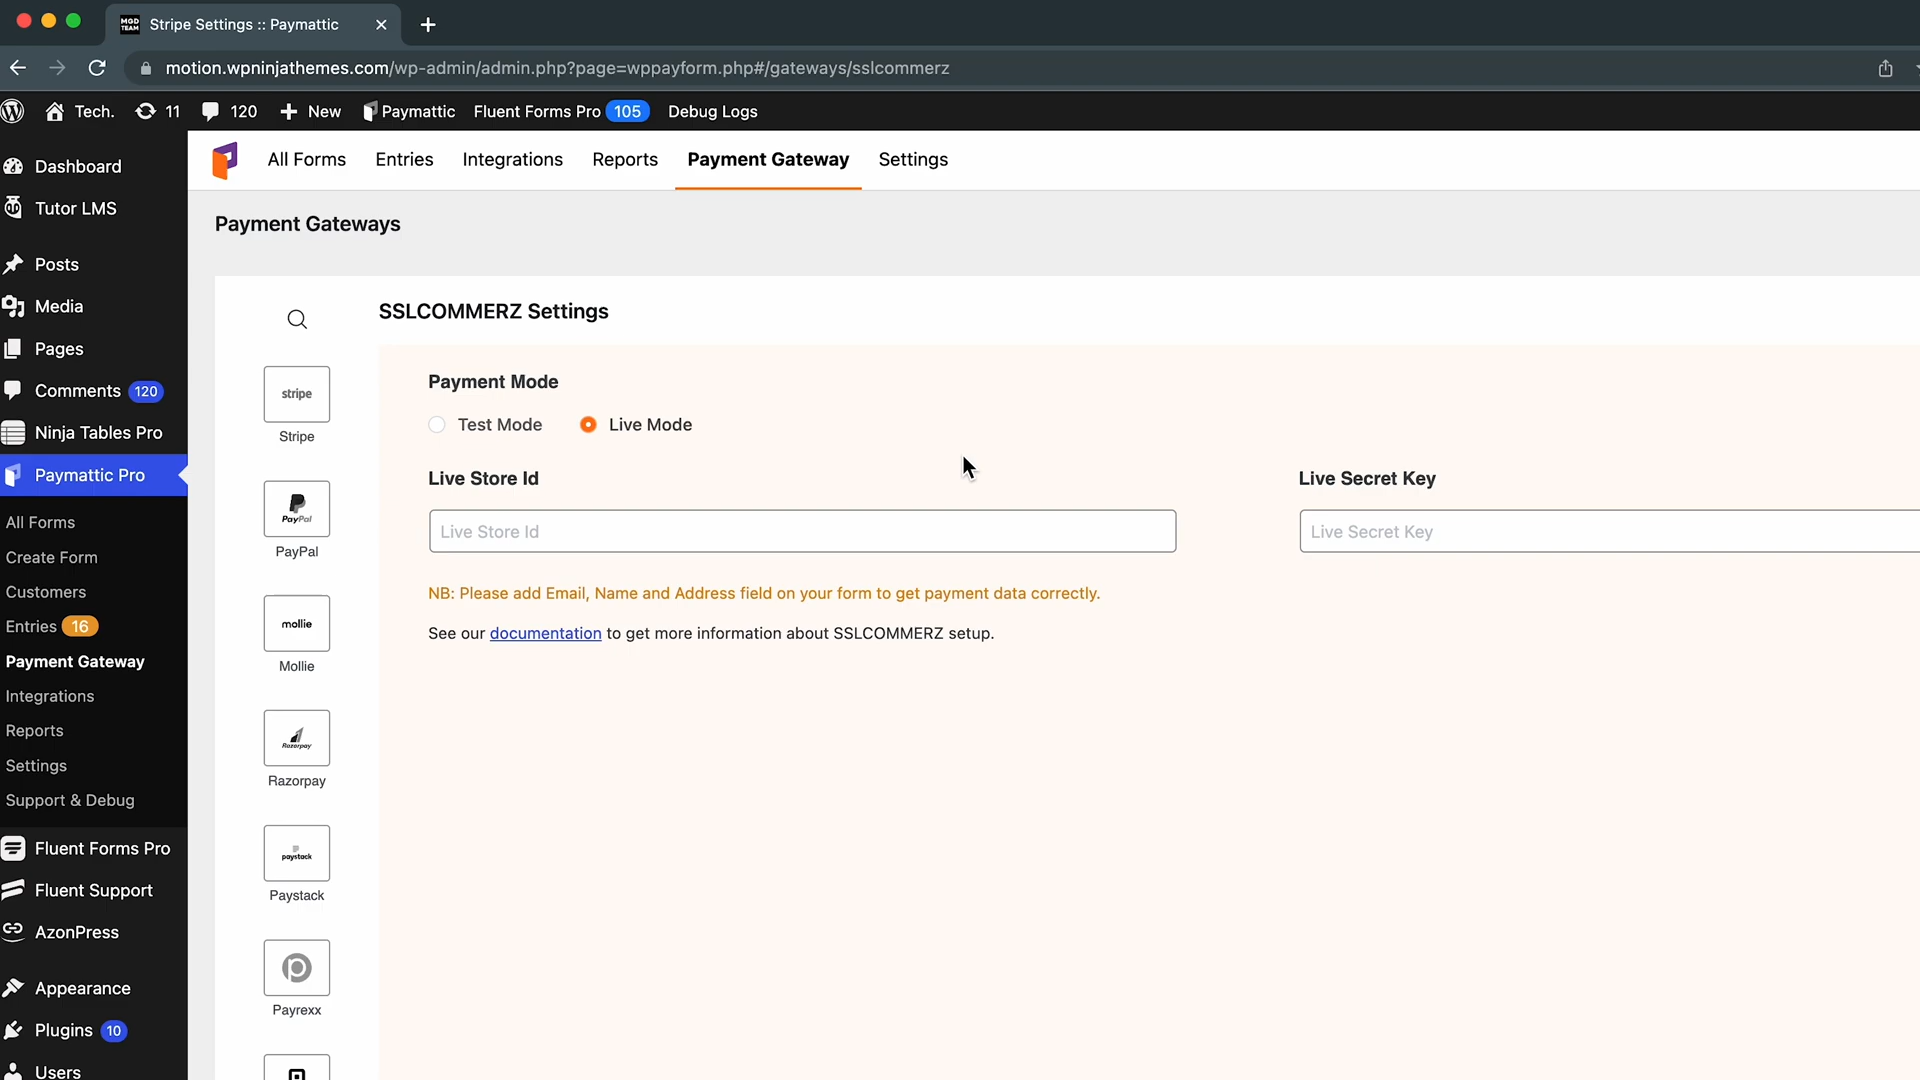 MGD
TEAM
Stripe Settings :: Paymattic
motion.wpninjathemes.com/wp-admin/admin.php?page=wppayform.php#/gateways/sslcommerz
Tech. 11 120 New Paymattic Fluent Forms Pro 105 Debug Logs
Dashboard
Tutor LMS
Posts
Media
Pages
Comments 120
Ninja Tables Pro
Paymattic Pro
All Forms
Create Form
Customers
Entries 16
Payment Gateway
Integrations
Reports
Settings
Support & Debug
Fluent Forms Pro
Fluent Support
AzonPress
Appearance
Plugins 10
Users
All Forms Entries Integrations Reports Payment Gateway Settings
Payment Gateways
stripe
Stripe
PayPal
PayPal
mollie
Mollie
Razorpay
Razorpay
paystack
Paystack
Payrexx
SSLCOMMERZ Settings
Payment Mode
Test Mode Live Mode
Live Store Id Live Secret Key
Live Store Id Live Secret Key
NB: Please add Email, Name and Address field on your form to get payment data correctly.
See our documentation to get more information about SSLCOMMERZ setup.